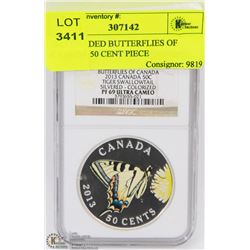 LOT
3411
nventory #:
307142
DED BUTTERFLIES OF
50 CENT PIECE
Consignor: 9819
BUTTERFLIES OF CANADA
2013 CANADA 50C
TIGER SWALLOWTAIL
SILVERED - COLORIZED
PF 69 ULTRA CAMEO
CANADA
2013
50 CENTS